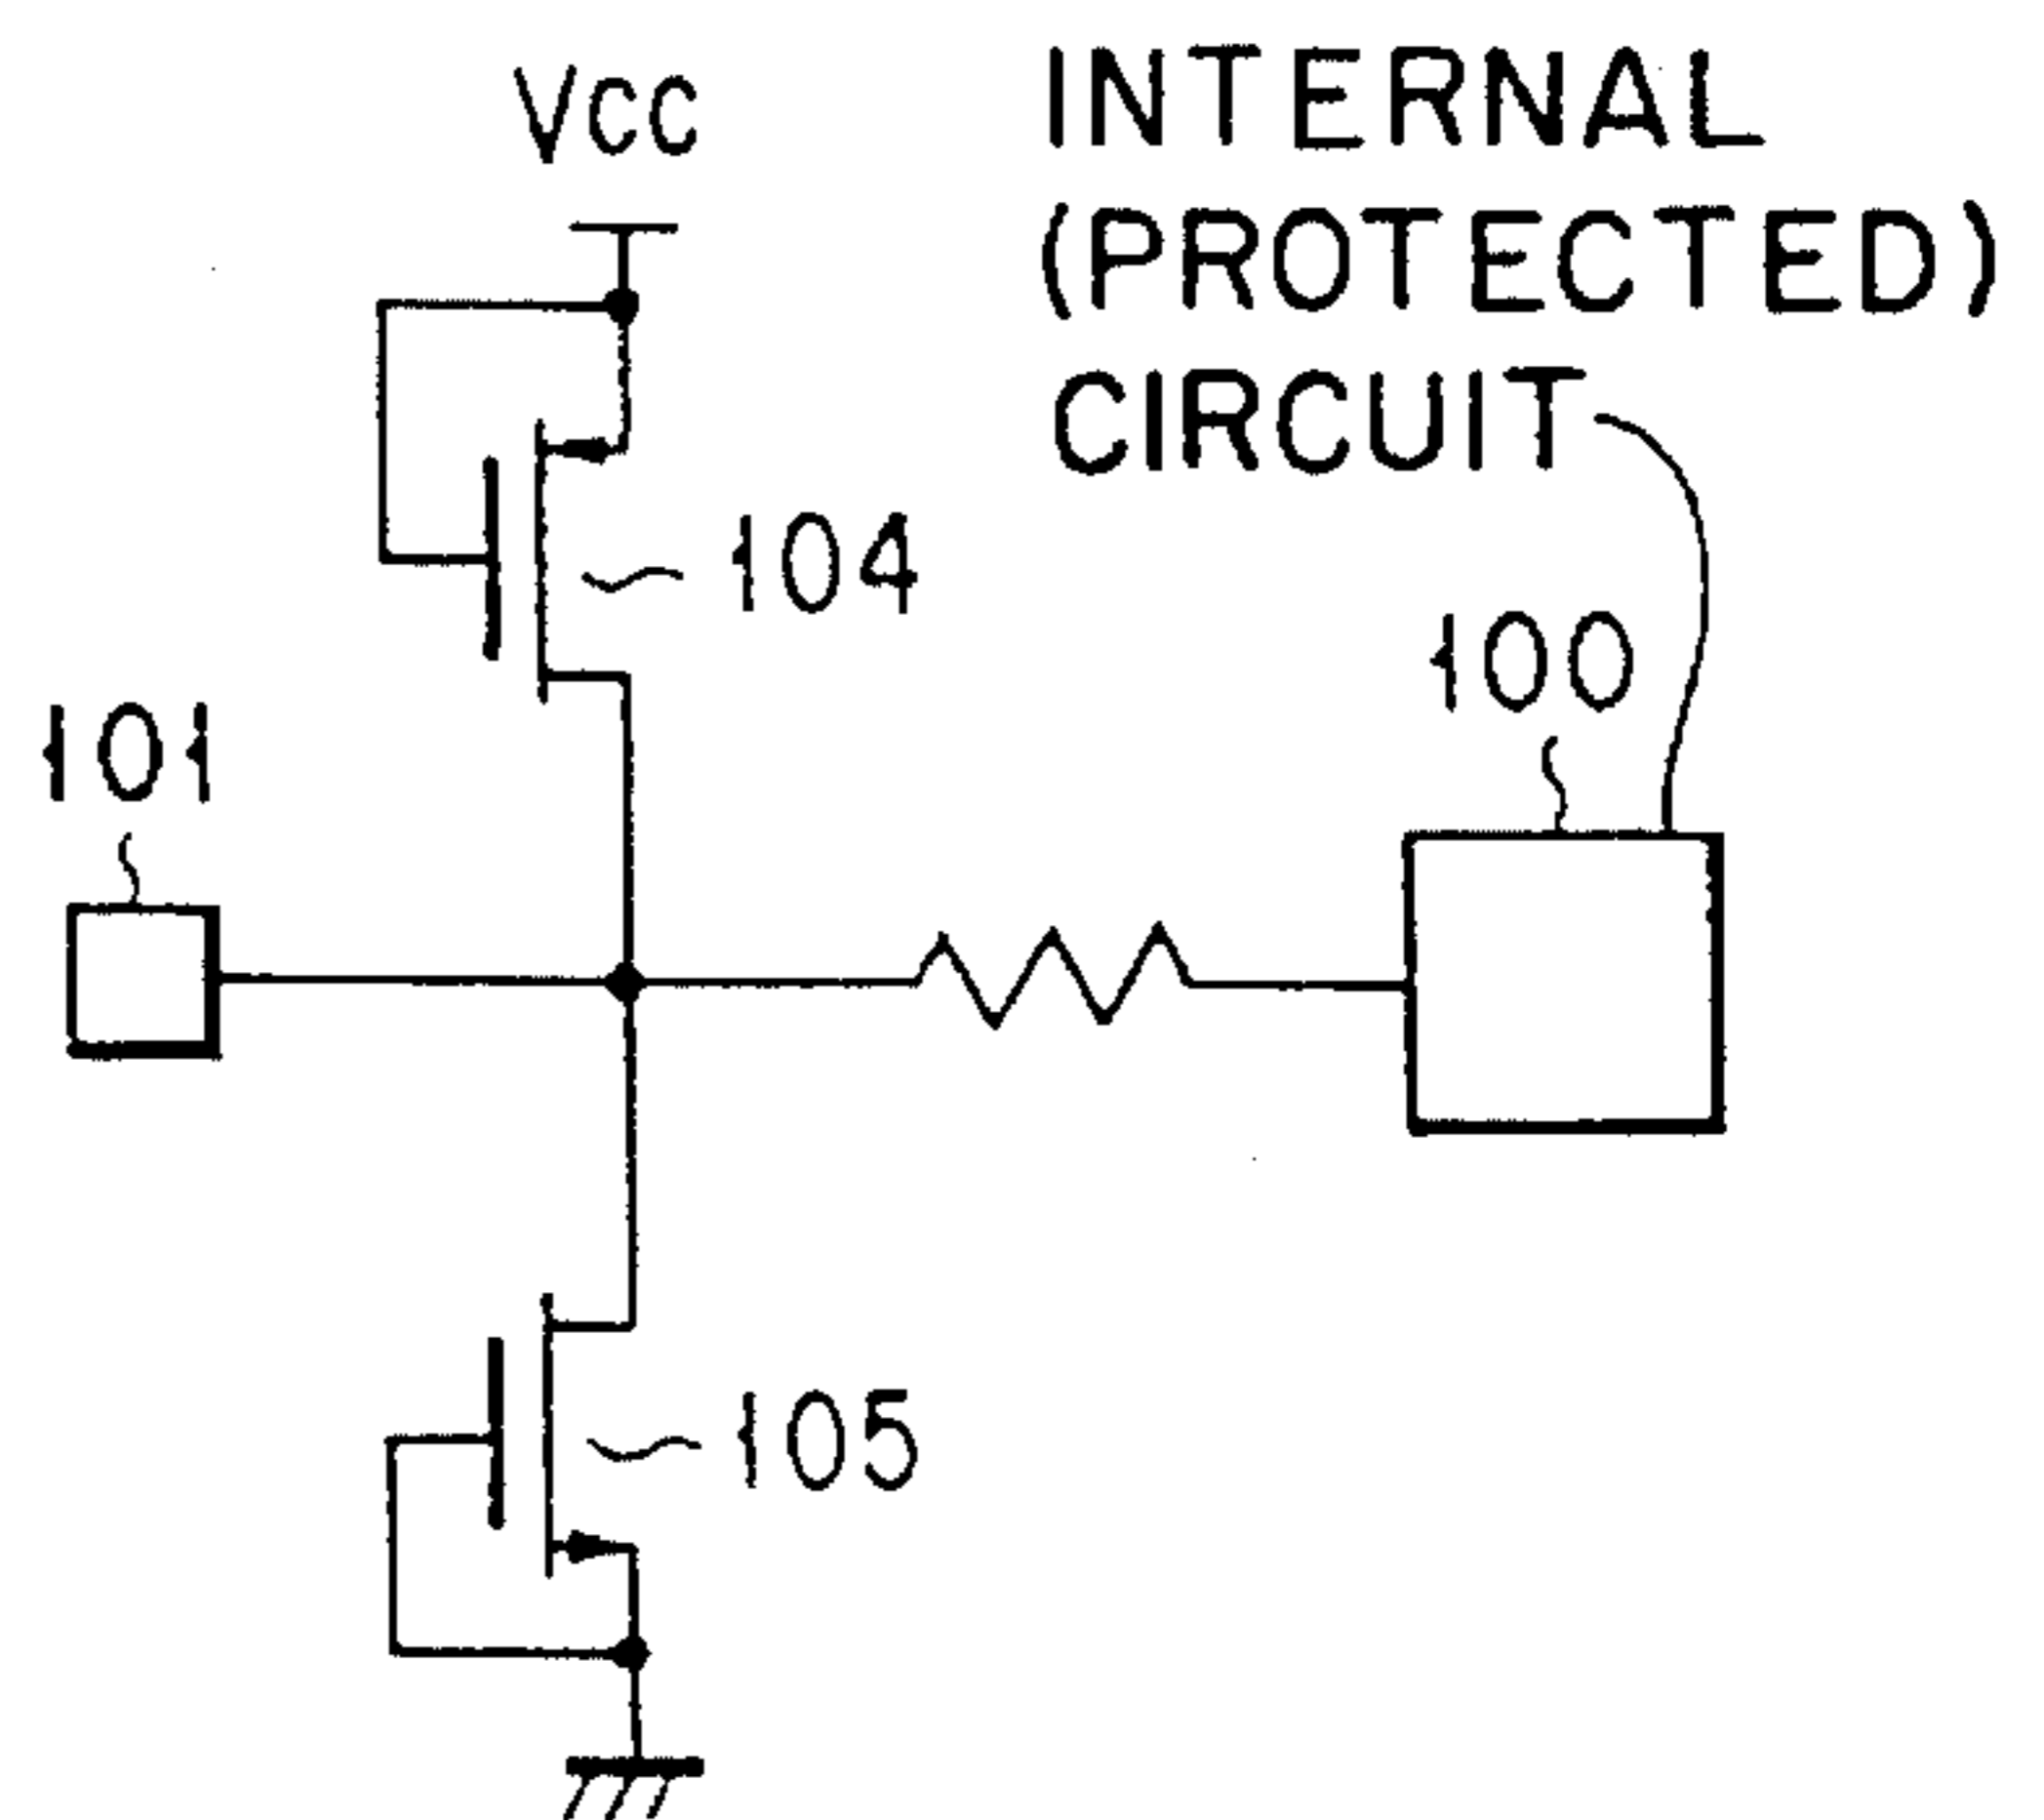 Vcc
INTERNAL
(PROTECTED)
CIRCUIT
104
100
101
105